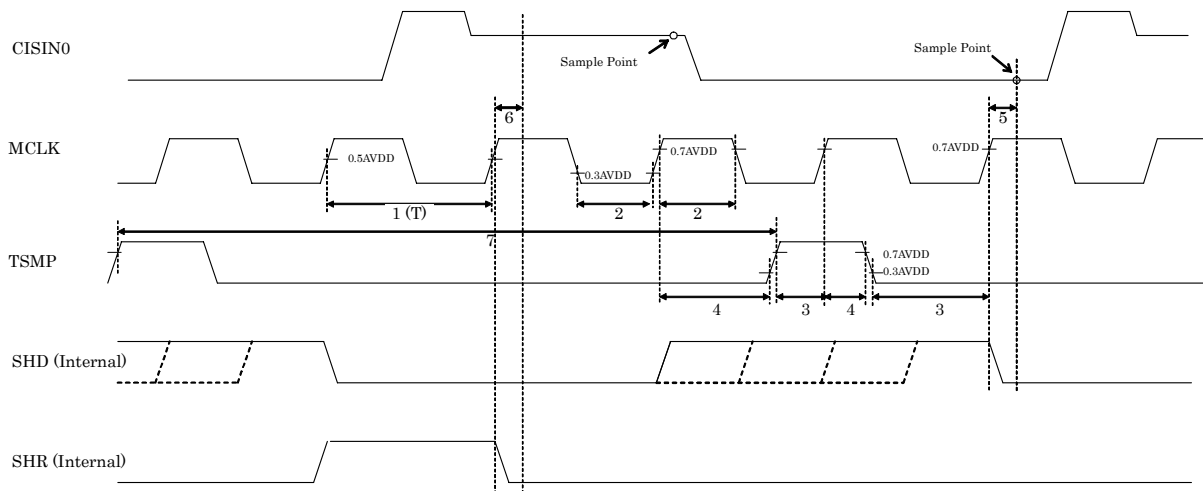 CISIN0
Sample Point
Sample Point
6
5
MCLK
0.5AVDD
0.3AVDD
0.7AVDD
0.7AVDD
1 (T)
2
2
7
TSMP
0.7AVDD
0.3AVDD
4
3
4
3
SHD (Internal)
SHR (Internal)